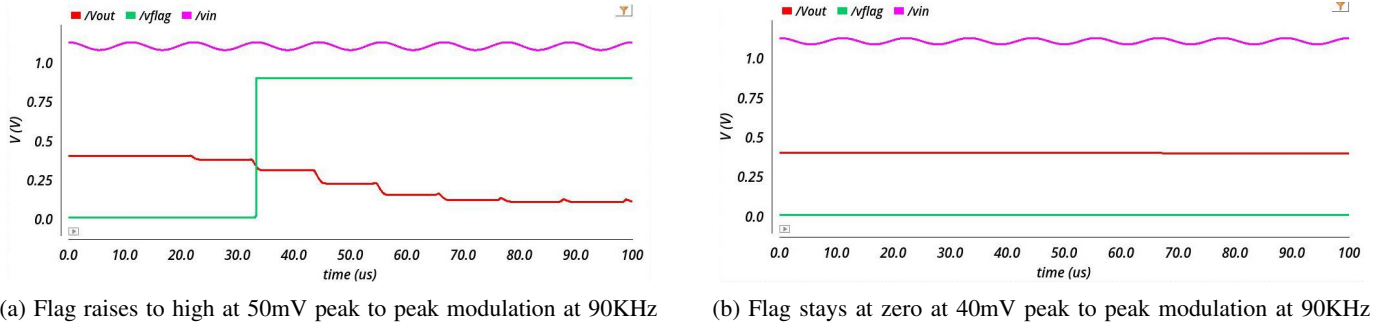 /Vout /vflag /vin
1.0
0.75
0.5
0.25
0.0
V (V)
0.0 10.0 20.0 30.0 40.0 50.0 60.0 70.0 80.0 90.0 100
time (us)
(a) Flag raises to high at 50mV peak to peak modulation at 90KHz
/Vout /vflag /vin
1.0
0.75
0.5
0.25
0.0
V (V)
0.0 10.0 20.0 30.0 40.0 50.0 60.0 70.0 80.0 90.0 100
time (us)
(b) Flag stays at zero at 40mV peak to peak modulation at 90KHz